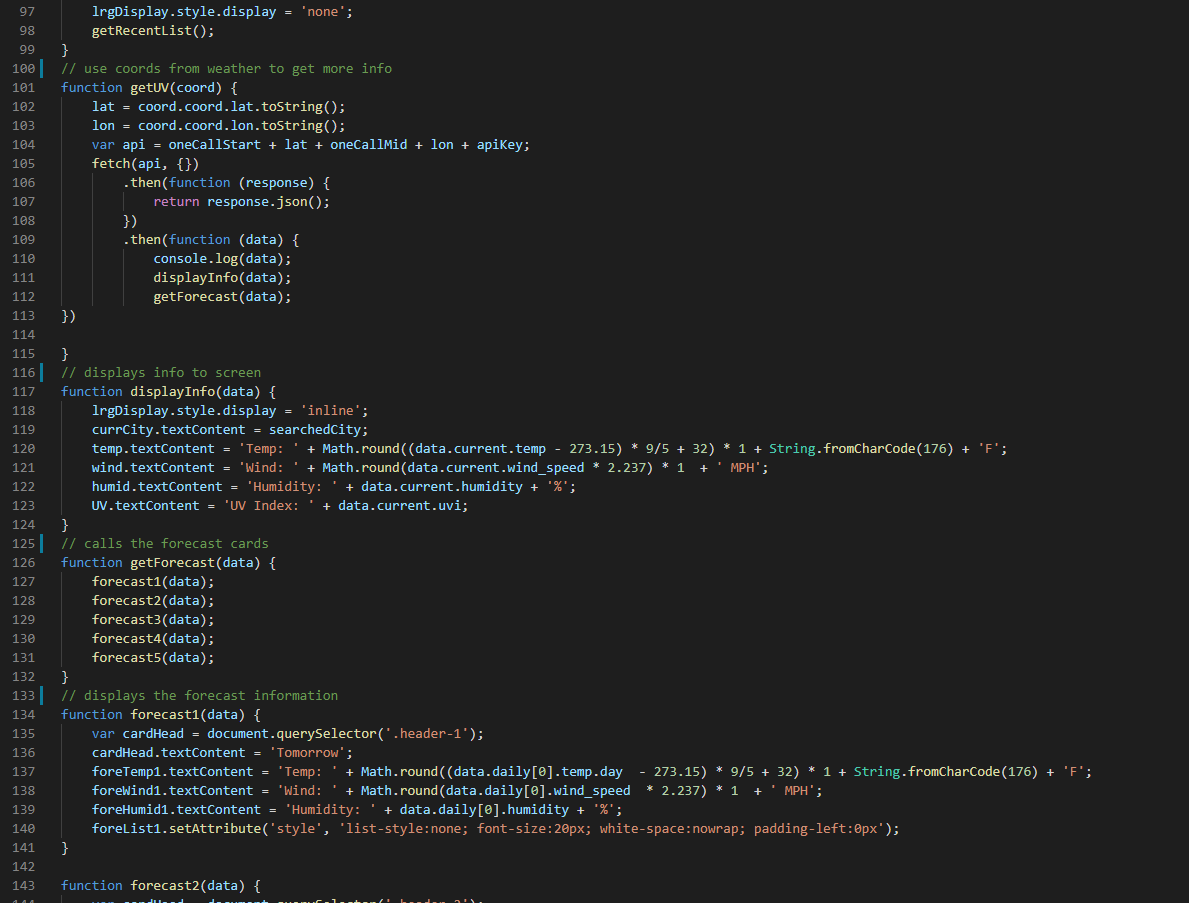 97 lrgDisplay.style.display = 'none';
98 getRecentList();
99 }
100 // use coords from weather to get more info
101 function getUV(coord) {
102 lat = coord.coord.lat.toString();
103 lon = coord.coord.lon.toString();
104 var api = oneCallStart + lat + oneCallMid + lon + apiKey;
105 fetch(api, {})
106 .then(function (response) {
107 return response.json();
108 })
109 .then(function (data) {
110 console.log(data);
111 displayInfo(data);
112 getForecast(data);
113 })
114
115 }
116 // displays info to screen
117 function displayInfo(data) {
118 lrgDisplay.style.display = 'inline';
119 currCity.textContent = searchedCity;
120 temp.textContent = 'Temp: ' + Math.round((data.current.temp - 273.15) * 9/5 + 32) * 1 + String.fromCharCode(176) + 'F';
121 wind.textContent = 'Wind: ' + Math.round(data.current.wind_speed * 2.237) * 1  + ' MPH';
122 humid.textContent = 'Humidity: ' + data.current.humidity + '%';
123 UV.textContent = 'UV Index: ' + data.current.uvi;
124 }
125 // calls the forecast cards
126 function getForecast(data) {
127 forecast1(data);
128 forecast2(data);
129 forecast3(data);
130 forecast4(data);
131 forecast5(data);
132 }
133 // displays the forecast information
134 function forecast1(data) {
135 var cardHead = document.querySelector('.header-1');
136 cardHead.textContent = 'Tomorrow';
137 foreTemp1.textContent = 'Temp: ' + Math.round((data.daily[0].temp.day  - 273.15) * 9/5 + 32) * 1 + String.fromCharCode(176) + 'F';
138 foreWind1.textContent = 'Wind: ' + Math.round(data.daily[0].wind_speed  * 2.237) * 1  + ' MPH';
139 foreHumid1.textContent = 'Humidity: ' + data.daily[0].humidity + '%';
140 foreList1.setAttribute('style', 'list-style:none; font-size:20px; white-space:nowrap; padding-left:0px');
141 }
142
143 function forecast2(data) {